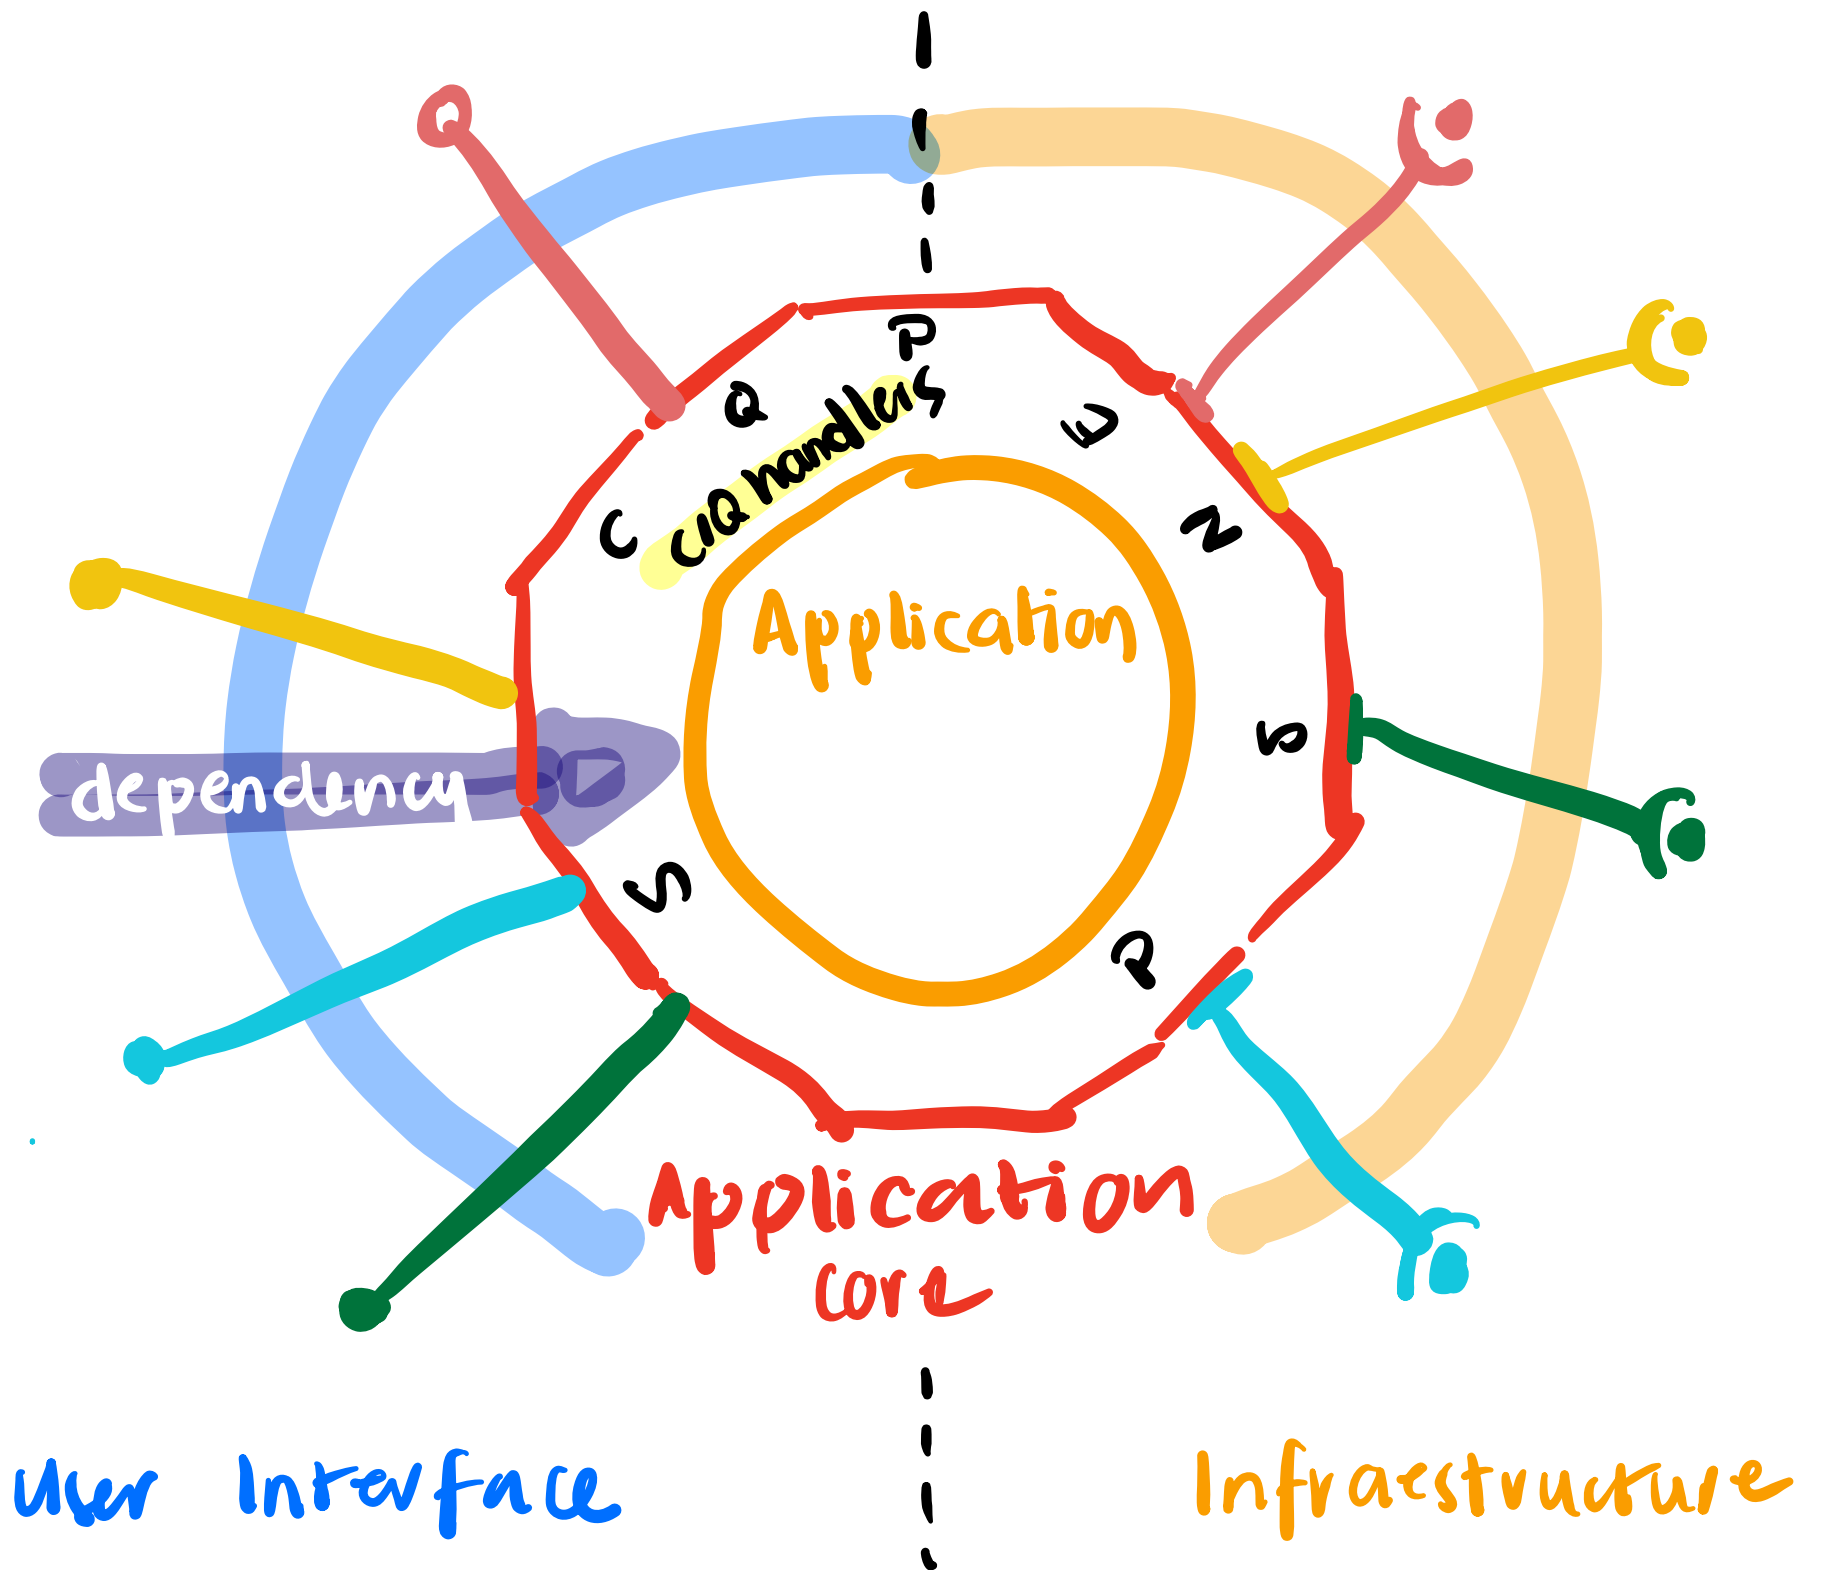 P
Q
E
C/Q handlers
C
N
Application
dependency
S
P
Application
core
User Interface
Infraestructure